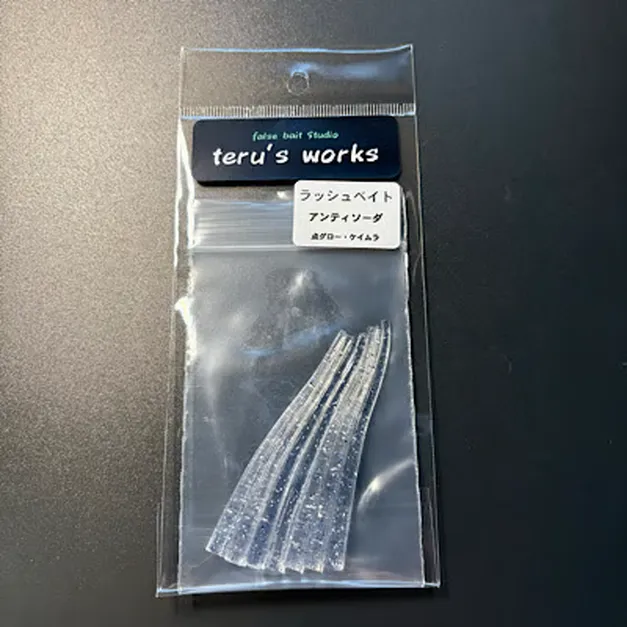 false bait Studio
teru's works
ラッシュベイト
アンティソーダ
点グロー・ケイムラ